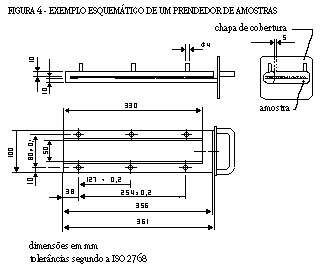 FIGURA 4 - EXEMPLO ESQUEMÁTICO DE UM PRENDEDOR DE AMOSTRAS
chapa de cobertura
5
Φ4
10
10
amostra
330
100
80+0,
50
10
127 + 0,2
38
254±0,2
356
361
dimensões em mm
tolerâncias segundo a ISO 2768